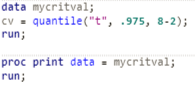 data mycritval;
cv = quantile("t", .975, 8-2);
run;
proc print data = mycritval;
run;